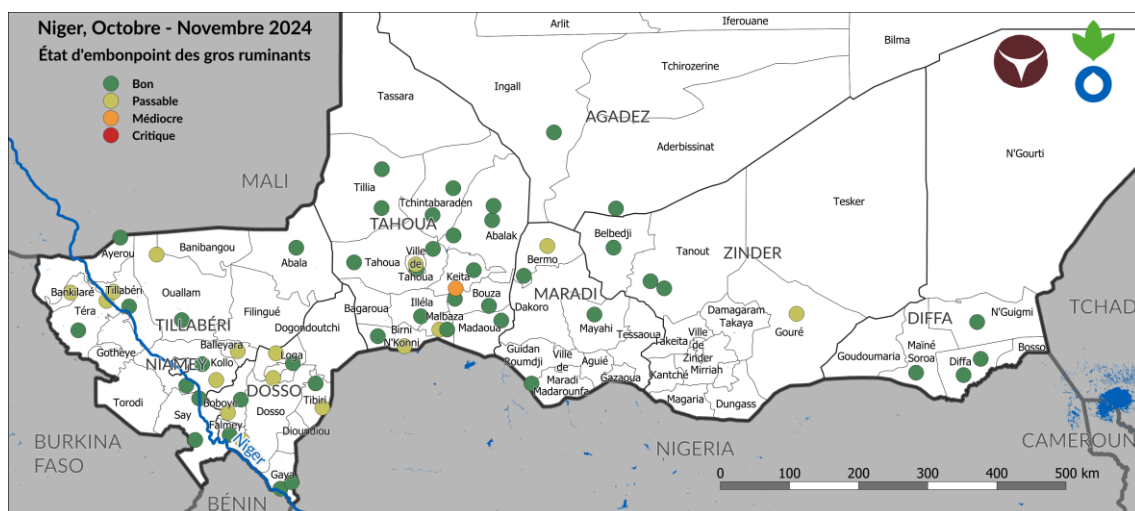 Niger, Octobre - Novembre 2024
État d'embonpoint des gros ruminants
Bon
Passable
Médiocre
Critique
Arlit
Iferouane
Bilma
Tchirozerine
Ingall
Tassara
AGADEZ
Aderbissinat
N'Gourti
MALI
Tillia
Tchintabaraden
Tesker
TAHOUA
Abalak
Belbedji
Tanout
ZINDER
Ayerou
Banibangou
Abala
Tahoua
Ville
de
Tahoua
Keita
Bermo
Bankilaré
Tillabéri
Ouallam
Téra
Filingué
Bagaroua
Illéla
Bouza
Dakoro
MARADI
TCHAD
TILLABÉRI
Dogondoutchi
Birni
N'Konni
Malbaza
Madaoua
Mayahi
Tessaoua
Damagaram
Takaya
Gouré
DIFFA
N'Guigmi
Gothèye
Balleyara
Loga
Guidan
Roumdji
Ville
de
Maradi
Madarounfa
Aguié
Gazaoua
Takeita
Ville
de
Zinder
Mirriah
Kantché
Magaria
Dungass
Goudoumaria
Maïné
Soroa
Diffa
Bosso
NIAMEY
Kollo
DOSSO
Torodi
Say
Boboye
Dosso
Tibiri
Falmey
Dioundiou
Niger
Gaya
BURKINA
FASO
BÉNIN
NIGERIA
CAMEROUN
0 100 200 300 400 500 km